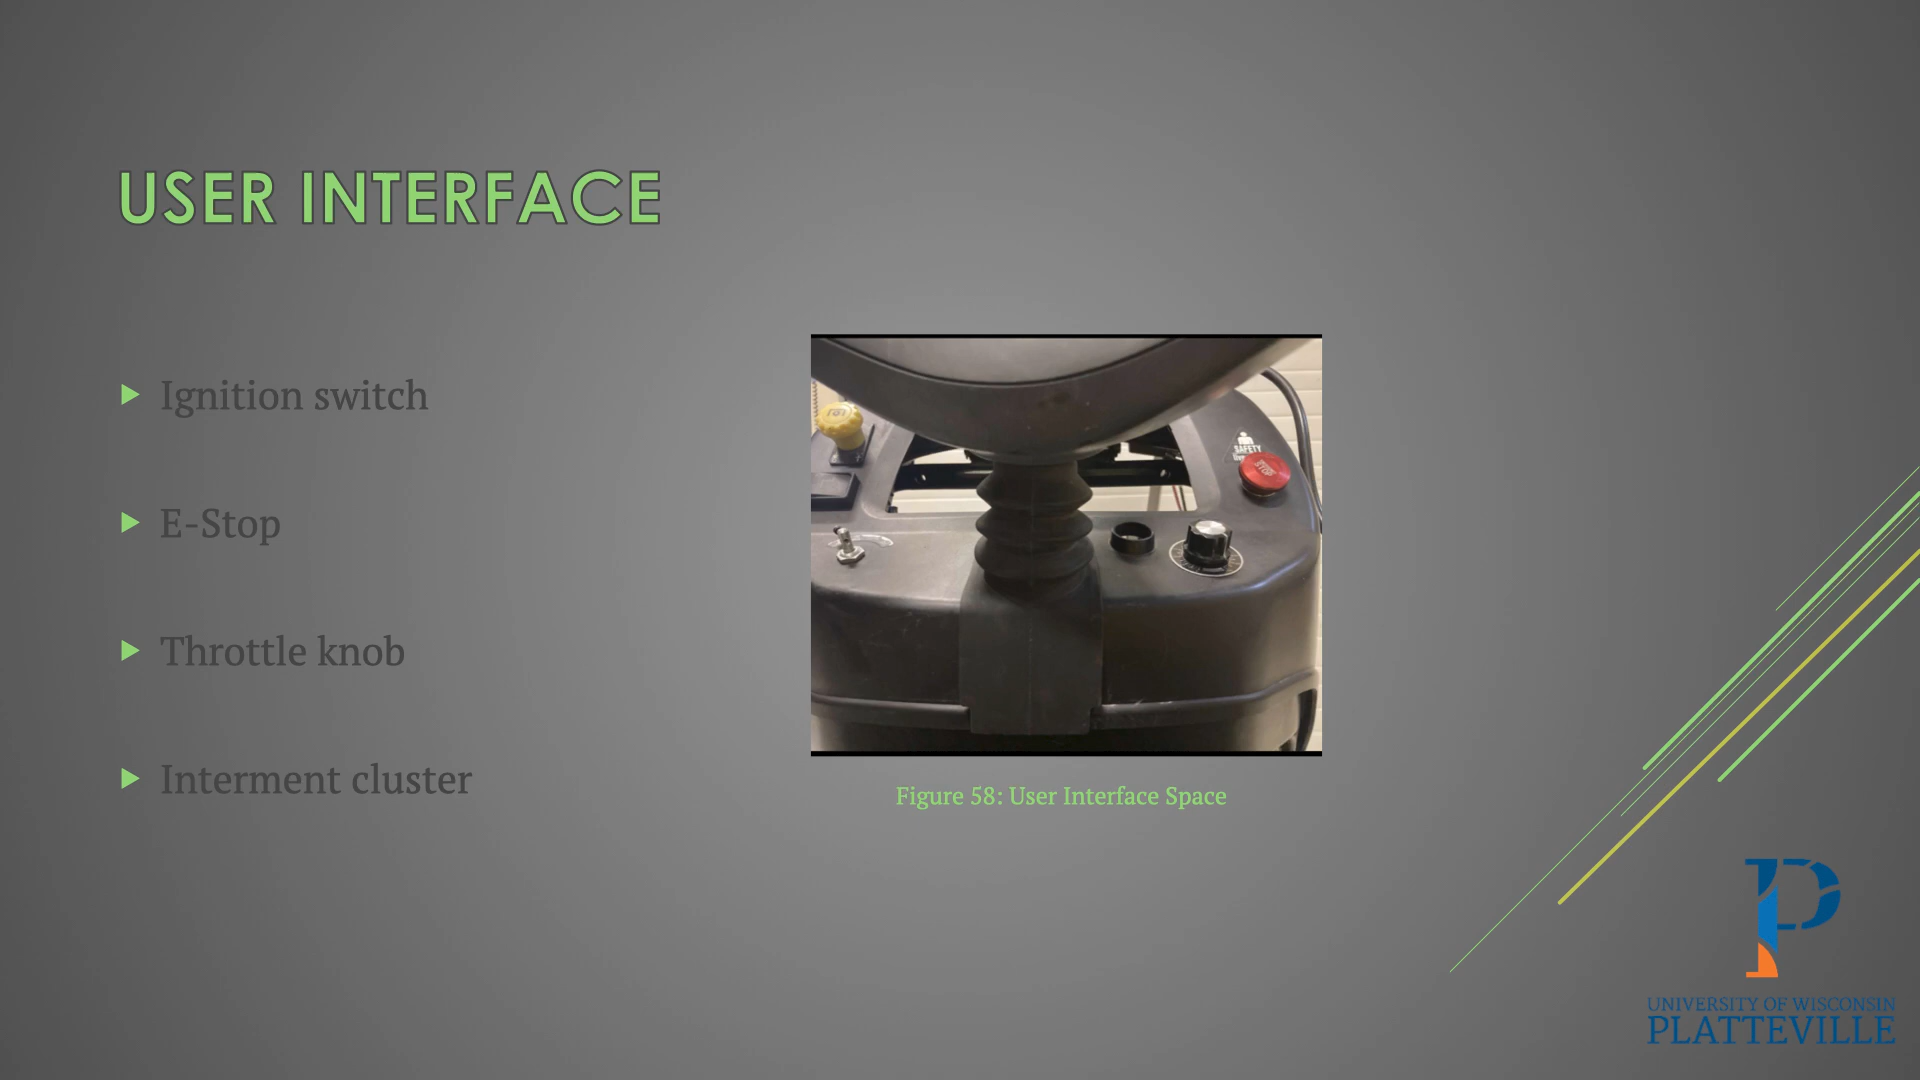 USER INTERFACE
Ignition switch
E-Stop
Throttle knob
Interment cluster
SAFETY
STOP
Figure 58: User Interface Space
UNIVERSITY OF WISCONSIN
PLATTEVILLE